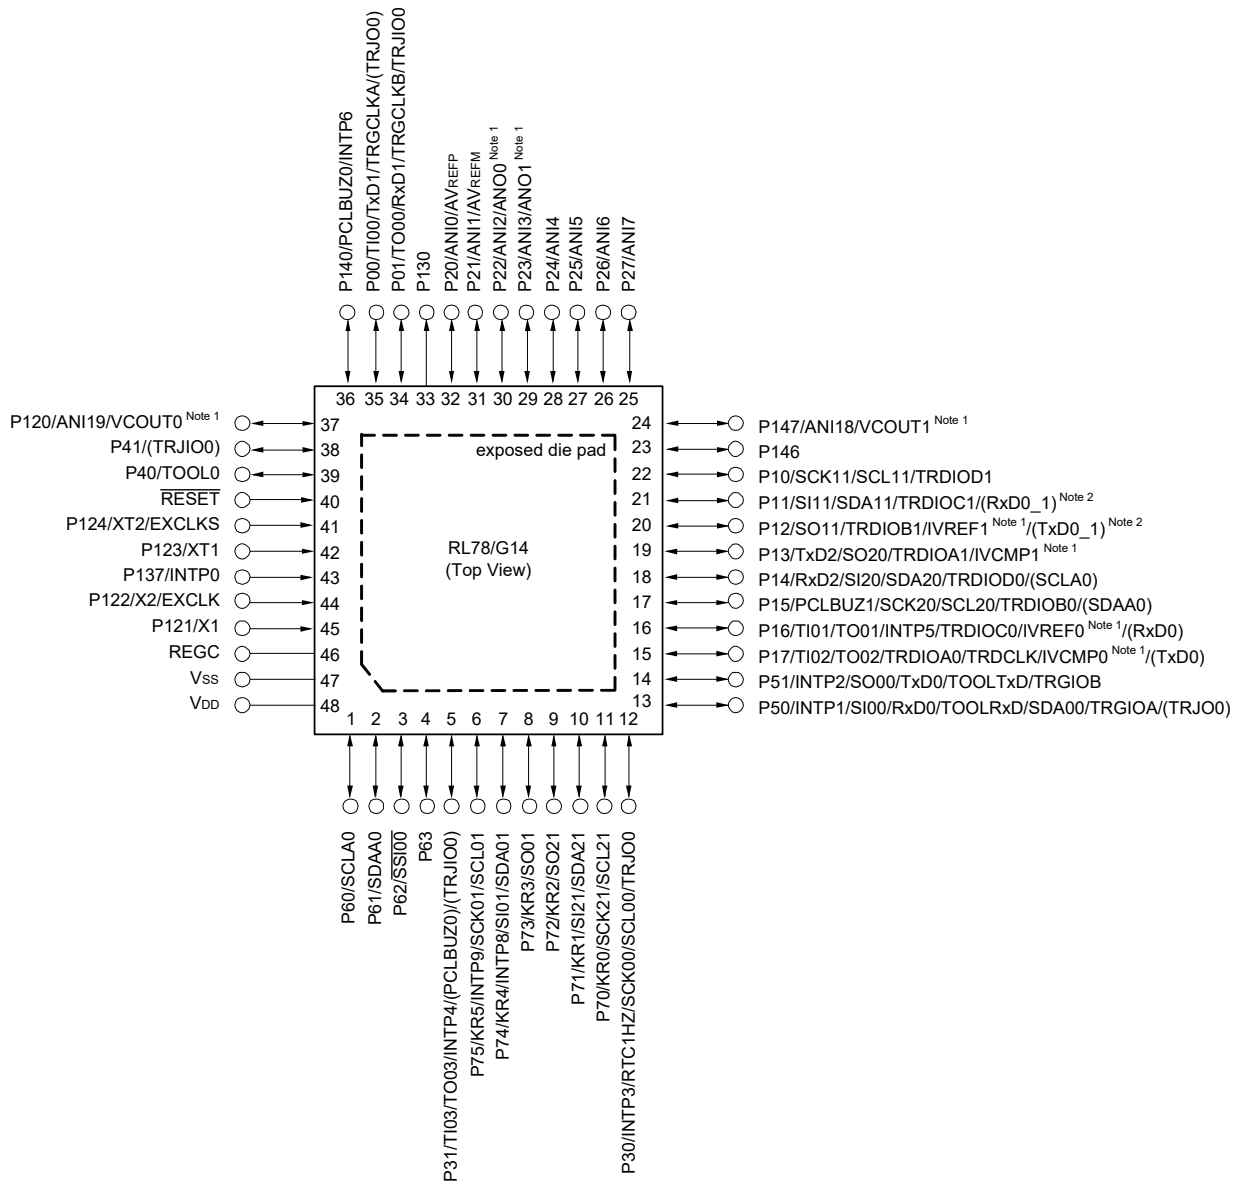 P140/PCLBUZ0/INTP6
P00/TI00/TxD1/TRGCLKA/(TRJO0)
P01/TO00/RxD1/TRGCLKB/TRJIO0
P130
P20/ANI0/AVREFP
P21/ANI1/AVREFM
P22/ANI2/ANO0 Note 1
P23/ANI3/ANO1 Note 1
P24/ANI4
P25/ANI5
P26/ANI6
P27/ANI7
36 35 34 33 32 31 30 29 28 27 26 25
P120/ANI19/VCOUT0 Note 1 37
P41/(TRJIO0) 38
P40/TOOL0 39
RESET 40
P124/XT2/EXCLKS 41
P123/XT1 42
P137/INTP0 43
P122/X2/EXCLK 44
P121/X1 45
REGC 46
Vss 47
VDD 48
exposed die pad
RL78/G14
(Top View)
24 P147/ANI18/VCOUT1 Note 1
23 P146
22 P10/SCK11/SCL11/TRDIOD1
21 P11/SI11/SDA11/TRDIOC1/(RxD0_1) Note 2
20 P12/SO11/TRDIOB1/IVREF1 Note 1/(TxD0_1) Note 2
19 P13/TxD2/SO20/TRDIOA1/IVCMP1 Note 1
18 P14/RxD2/SI20/SDA20/TRDIOD0/(SCLA0)
17 P15/PCLBUZ1/SCK20/SCL20/TRDIOB0/(SDAA0)
16 P16/TI01/TO01/INTP5/TRDIOC0/IVREF0 Note 1/(RxD0)
15 P17/TI02/TO02/TRDIOA0/TRDCLK/IVCMP0 Note 1/(TxD0)
14 P51/INTP2/SO00/TxD0/TOOLTxD/TRGIOB
13 P50/INTP1/SI00/RxD0/TOOLRxD/SDA00/TRGIOA/(TRJO0)
1 2 3 4 5 6 7 8 9 10 11 12
P60/SCLA0
P61/SDAA0
P62/SSI00
P63
P31/TI03/TO03/INTP4/(PCLBUZ0)/(TRJIO0)
P75/KR5/INTP9/SCK01/SCL01
P74/KR4/INTP8/SI01/SDA01
P73/KR3/SO01
P72/KR2/SO21
P71/KR1/SI21/SDA21
P70/KR0/SCK21/SCL21
P30/INTP3/RTC1HZ/SCK00/SCL00/TRJO0